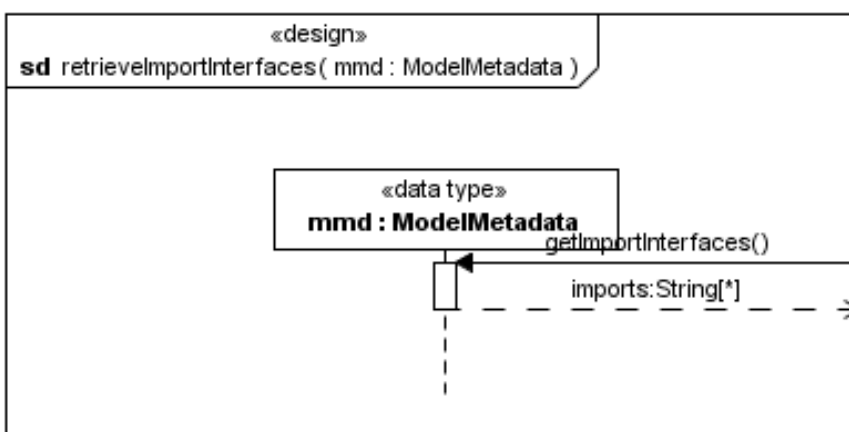 «design»
sd retrieveImportInterfaces( mmd : ModelMetadata )
«data type»
mmd : ModelMetadata
getImportInterfaces()
imports:String[*]